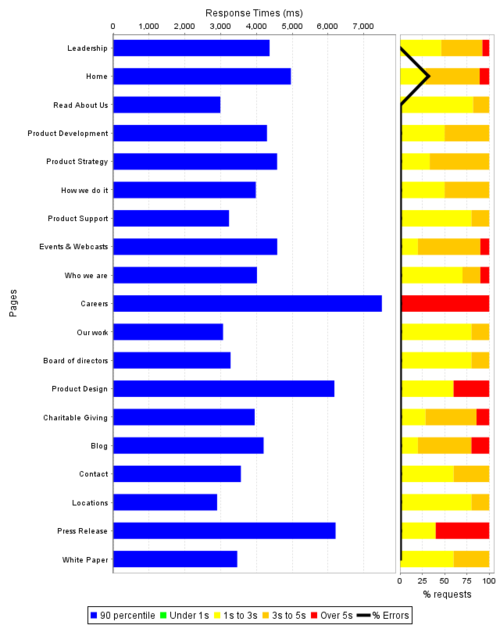 Response Times (ms)
0 1,000 2,000 3,000 4,000 5,000 6,000 7,000
Leadership
Home
Read About Us
Product Development
Product Strategy
How we do it
Product Support
Events & Webcasts
Who we are
Careers
Our work
Board of directors
Product Design
Charitable Giving
Blog
Contact
Locations
Press Release
White Paper
Pages
0 25 50 75 100
% requests
90 percentile Under 1s 1s to 3s 3s to 5s Over 5s % Errors